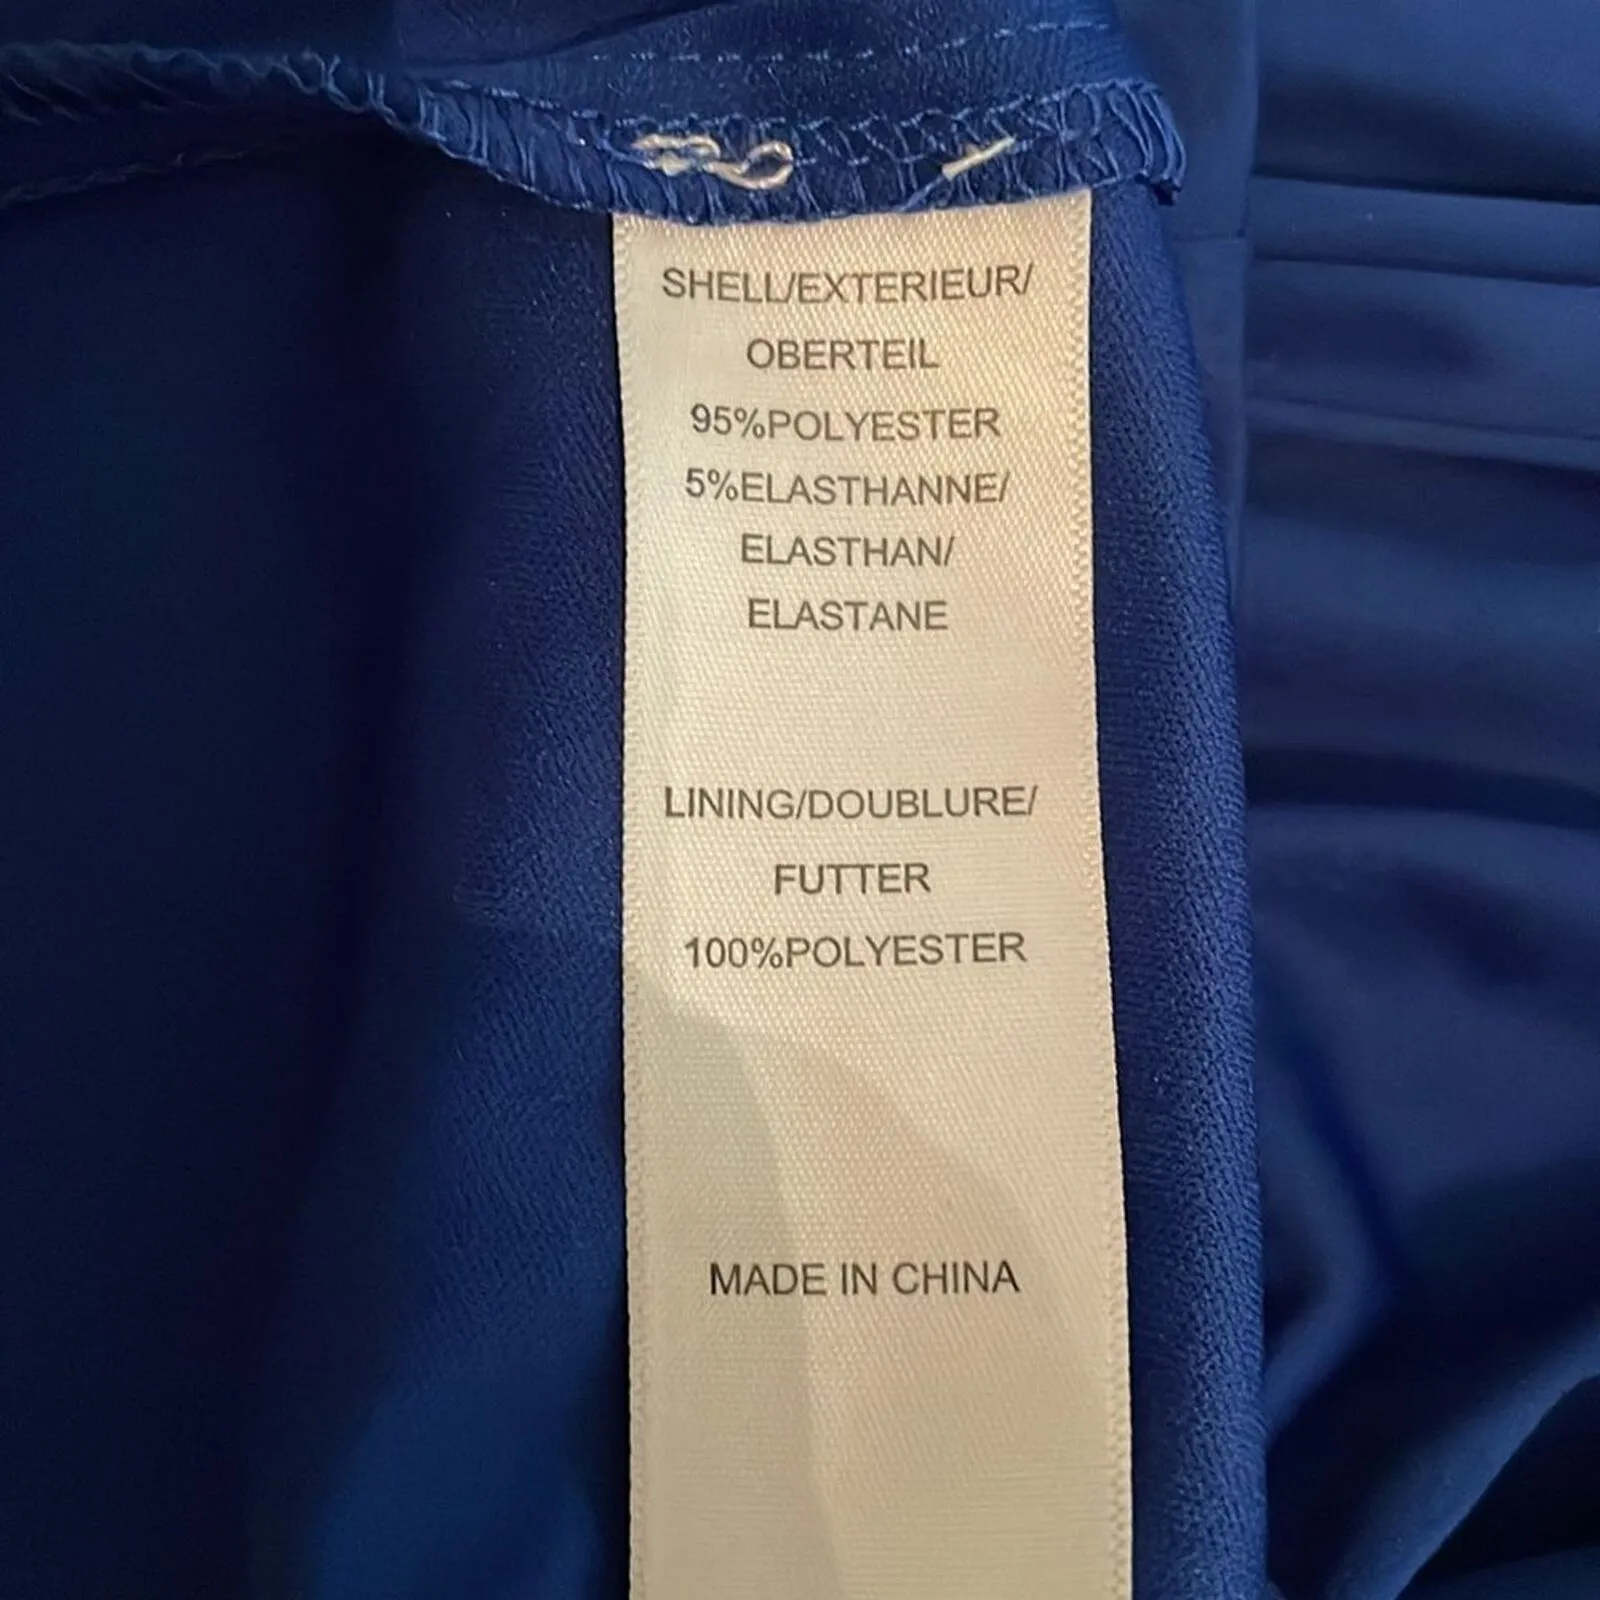 SHELL/EXTERIEUR/
OBERTEIL
95%POLYESTER
5%ELASTHANNE/
ELASTHAN/
ELASTANE
LINING/DOUBLURE/
FUTTER
100%POLYESTER
MADE IN CHINA